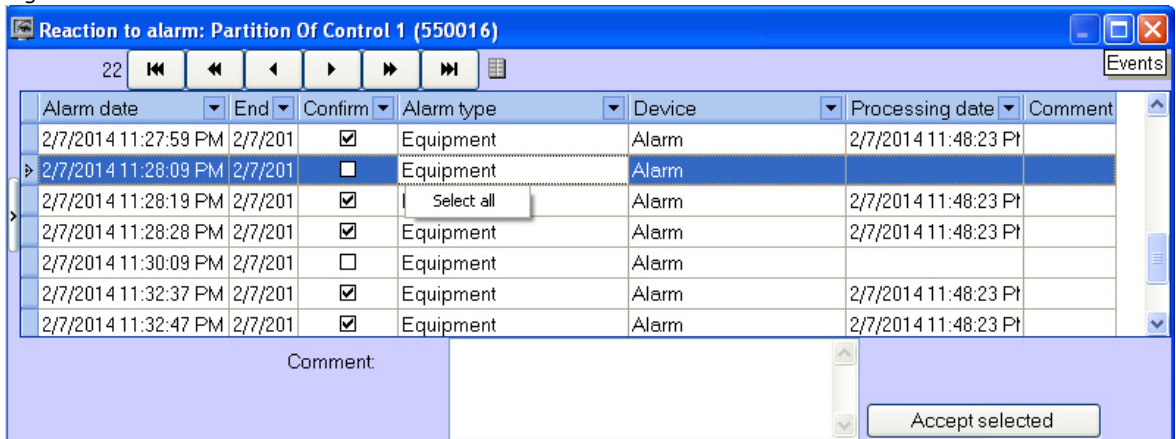 Reaction to alarm: Partition Of Control 1 (550016)
22
Events
Alarm date End Confirm Alarm type Device Processing date Comment
2/7/2014 11:27:59 PM 2/7/201 Equipment Alarm 2/7/2014 11:48:23 PM
2/7/2014 11:28:09 PM 2/7/201 Equipment Alarm
2/7/2014 11:28:19 PM 2/7/201 Select all Alarm 2/7/2014 11:48:23 PM
2/7/2014 11:28:28 PM 2/7/201 Equipment Alarm 2/7/2014 11:48:23 PM
2/7/2014 11:30:09 PM 2/7/201 Equipment Alarm
2/7/2014 11:32:37 PM 2/7/201 Equipment Alarm 2/7/2014 11:48:23 PM
2/7/2014 11:32:47 PM 2/7/201 Equipment Alarm 2/7/2014 11:48:23 PM
Comment:
Accept selected